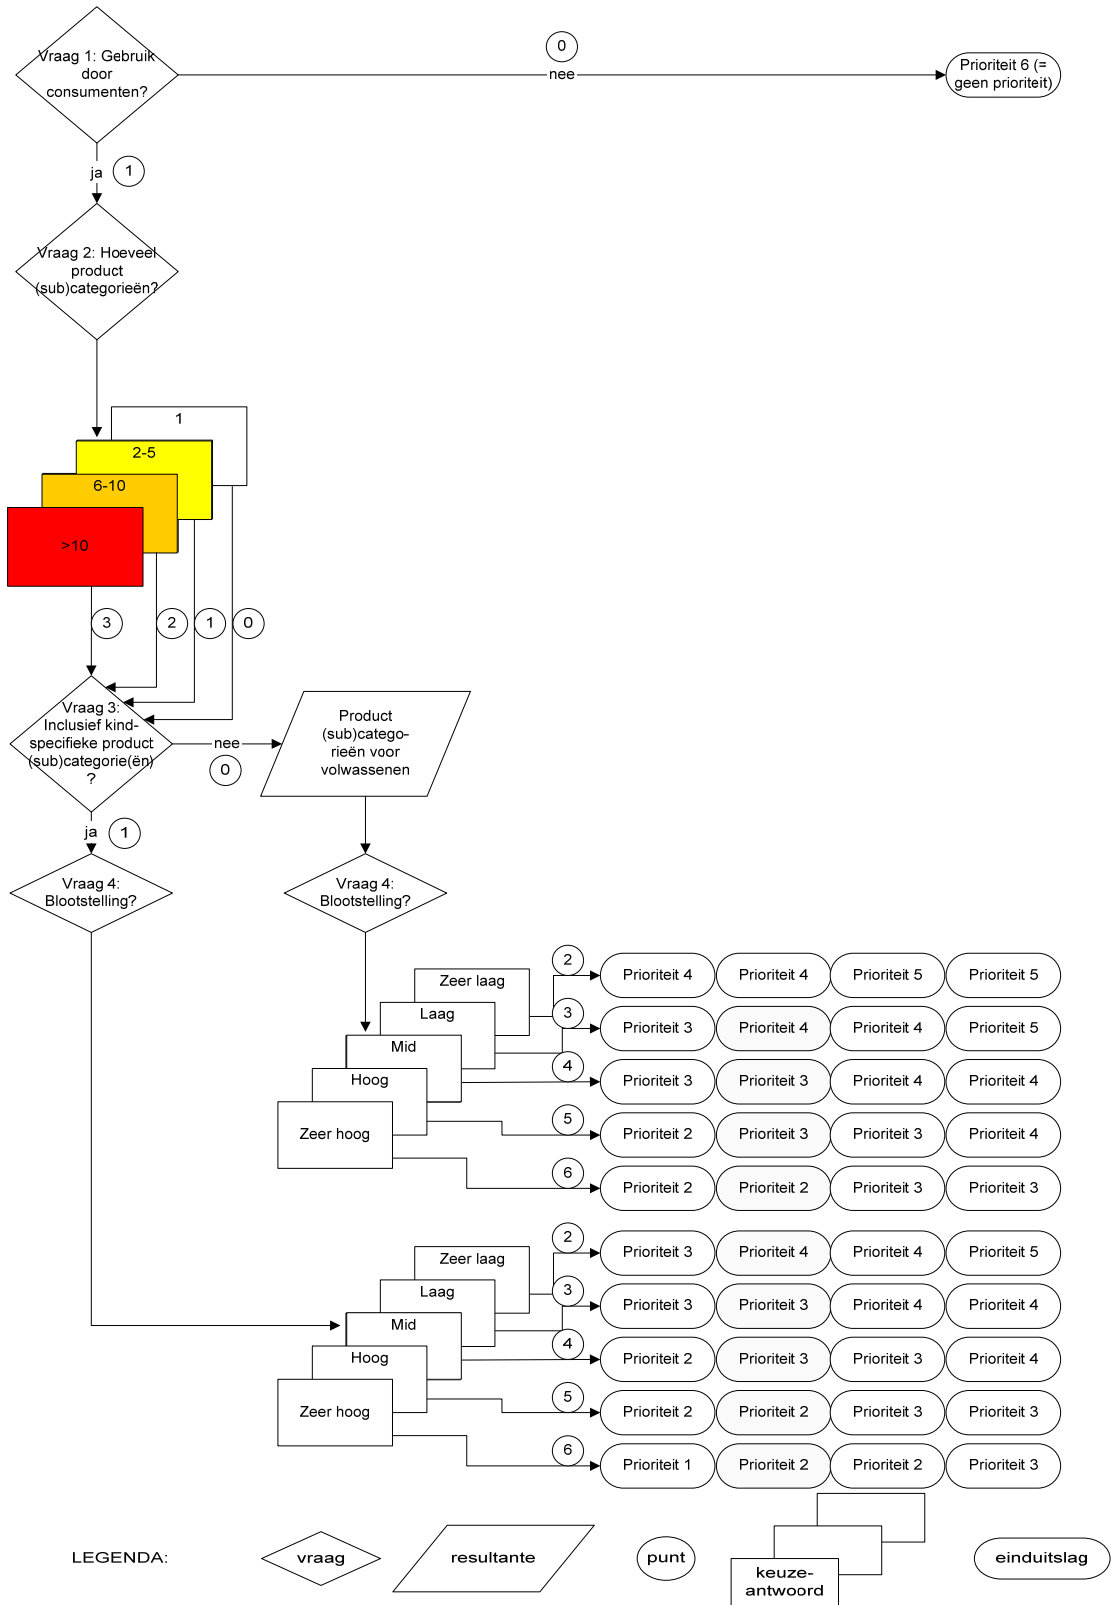 Vraag 1: Gebruik
door
consumenten?
0
nee
Prioriteit 6 (=
geen prioriteit)
ja
1
Vraag 2: Hoeveel
product
(sub)categorieën?
1
2-5
6-10
>10
3
2
1
0
Vraag 3:
Inclusief kind-
specifieke product
(sub)categorie(ën)
?
nee
0
Product
(sub)catego-
rieën voor
volwassenen
ja
1
Vraag 4:
Blootstelling?
Vraag 4:
Blootstelling?
Zeer laag
Laag
Mid
Hoog
Zeer hoog
2
Prioriteit 4 Prioriteit 4 Prioriteit 5 Prioriteit 5
3
Prioriteit 3 Prioriteit 4 Prioriteit 4 Prioriteit 5
4
Prioriteit 3 Prioriteit 3 Prioriteit 4 Prioriteit 4
5
Prioriteit 2 Prioriteit 3 Prioriteit 3 Prioriteit 4
6
Prioriteit 2 Prioriteit 2 Prioriteit 3 Prioriteit 3
Zeer laag
Laag
Mid
Hoog
Zeer hoog
2
Prioriteit 3 Prioriteit 4 Prioriteit 4 Prioriteit 5
3
Prioriteit 3 Prioriteit 3 Prioriteit 4 Prioriteit 4
4
Prioriteit 2 Prioriteit 3 Prioriteit 3 Prioriteit 4
5
Prioriteit 2 Prioriteit 2 Prioriteit 3 Prioriteit 3
6
Prioriteit 1 Prioriteit 2 Prioriteit 2 Prioriteit 3
LEGENDA:
vraag
resultante
punt
keuze-
antwoord
einduitslag